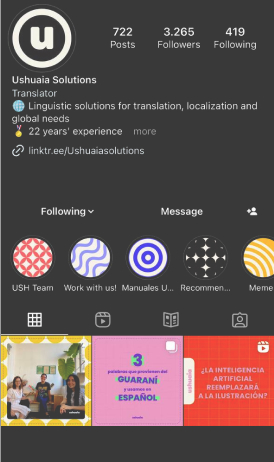 u
722 3.265 419
Posts Followers Following
Ushuaia Solutions
Translator
🌐 Linguistic solutions for translation, localization and
global needs
🏅 22 years' experience more
linktr.ee/Ushuaiasolutions
Following Message
USH Team Work with us! Manuales U... Recommen... Meme
3
palabras que provienen del
GUARANÍ
y usamos en
ESPAÑOL
ushuaia
ushuaia
¿LA INTELIGENCIA
ARTIFICIAL
REEMPLAZARÁ
A LA ILUSTRACIÓN?